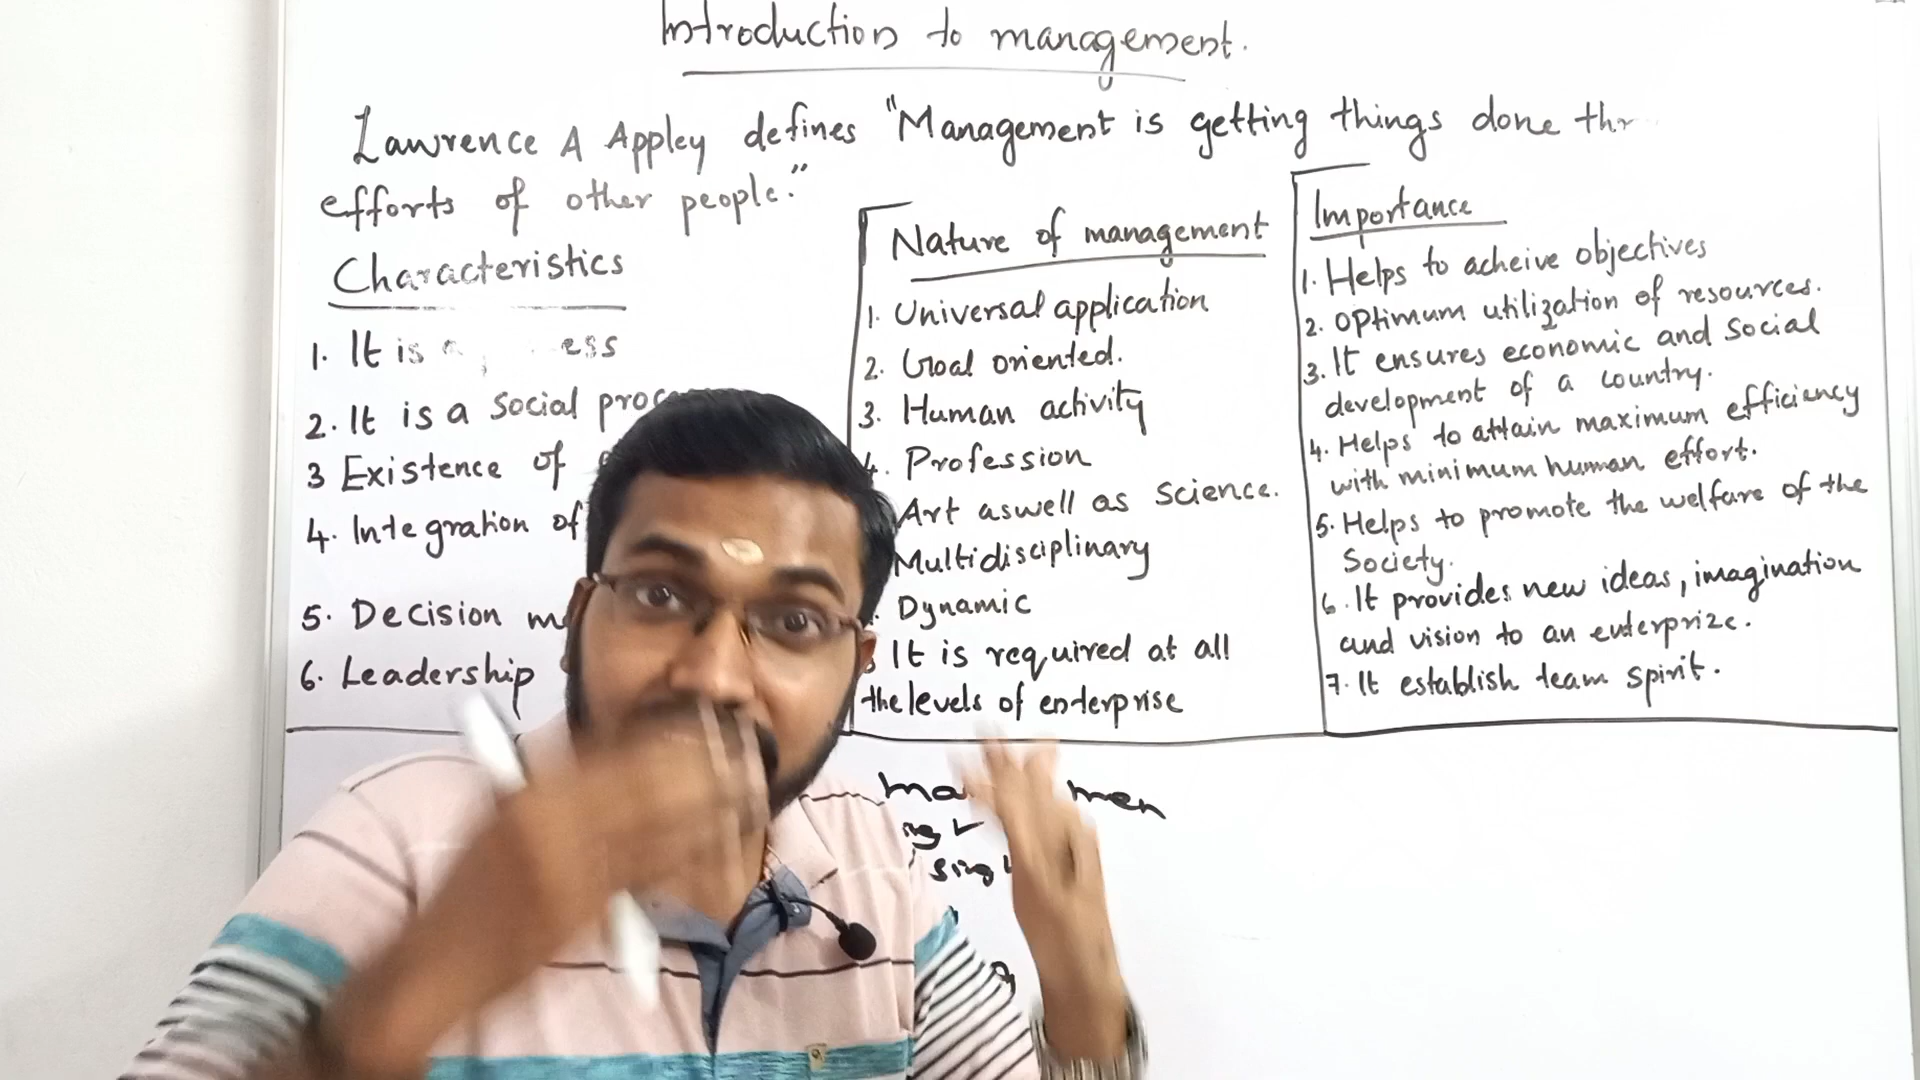 Introduction to management.
Lawrence A Appley defines "Management is getting things done thr
efforts of other people."
Characteristics
1. It is
2. It is a social
3 Existence of
4. Integration of
5. Decision
6. Leadership
Nature of management
1. Universal application
2. Goal oriented.
3. Human activity
4. Profession
Art aswell as Science.
Multidisciplinary
Dynamic
It is required at all
the levels of enterprise
Importance
1. Helps to acheive objectives
2. optimum utilization of resources.
3. It ensures economic and social
development of a country.
4. Helps to attain maximum efficiency
with minimum human effort.
5. Helps to promote the welfare of the
Society.
6. It provides new ideas, imagination
and vision to an enterprize.
7. It establish team spirit.